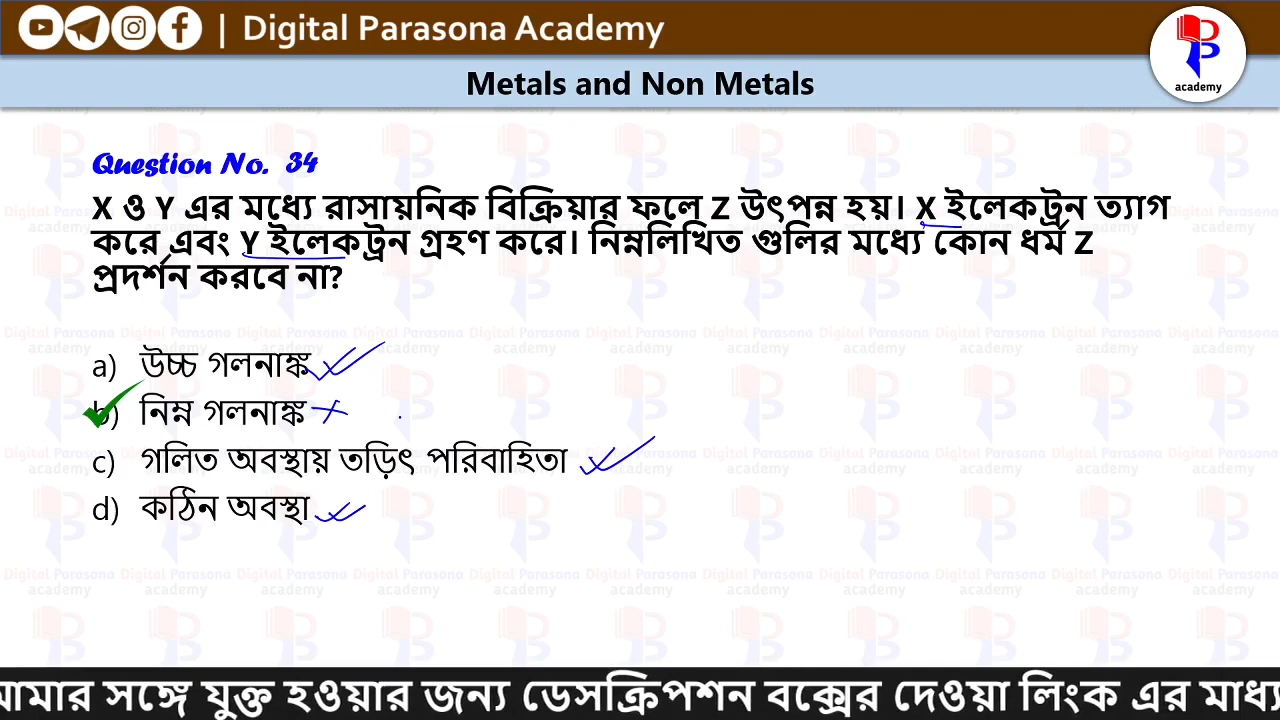 | Digital Parasona Academy
academy
Metals and Non Metals
Question No. 34
X ও Y এর মধ্যে রাসায়নিক বিক্রিয়ার ফলে Z উৎপন্ন হয়। X ইলেকট্রন ত্যাগ
করে এবং Y ইলেকট্রন গ্রহণ করে। নিম্নলিখিত গুলির মধ্যে কোন ধর্ম Z
প্রদর্শন করবে না?
a) উচ্চ গলনাঙ্ক
b) নিম্ন গলনাঙ্ক
c) গলিত অবস্থায় তড়িৎ পরিবাহিতা
d) কঠিন অবস্থা
আমার সঙ্গে যুক্ত হওয়ার জন্য ডেসক্রিপশন বক্সের দেওয়া লিংক এর